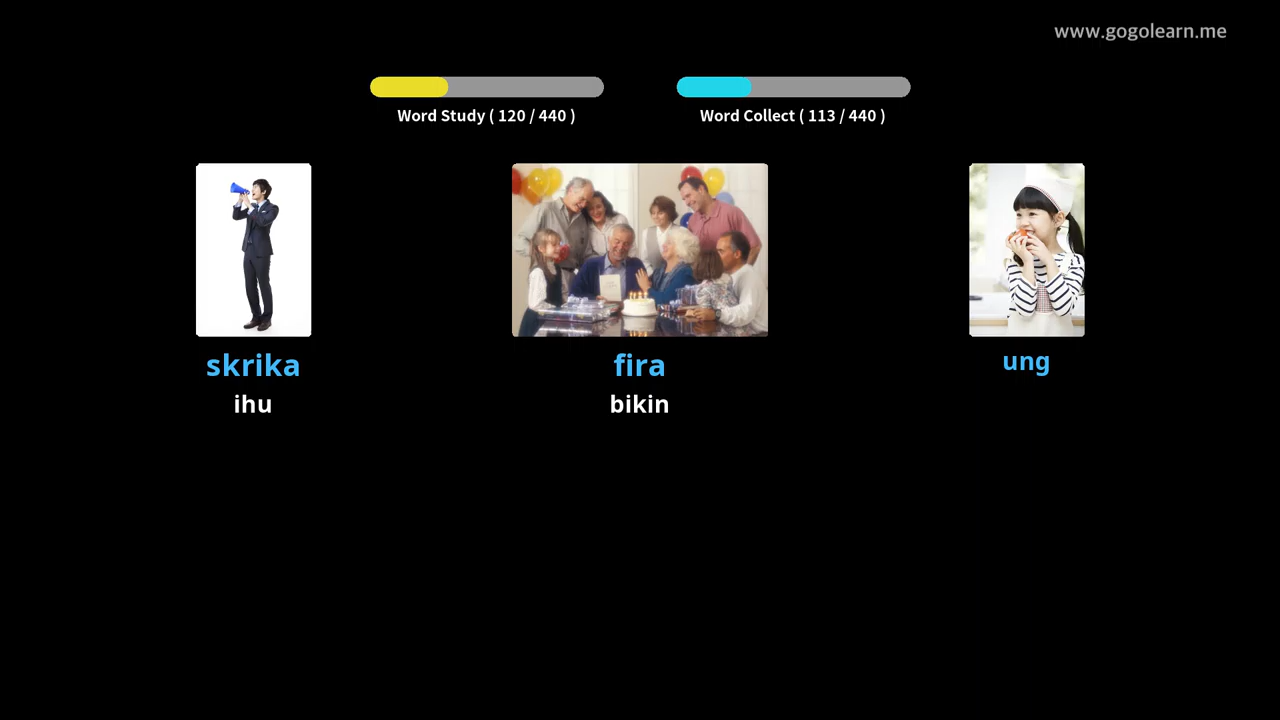 www.gogolearn.me
Word Study ( 120 / 440 )
Word Collect ( 113 / 440 )
skrika
ihu
fira
bikin
ung